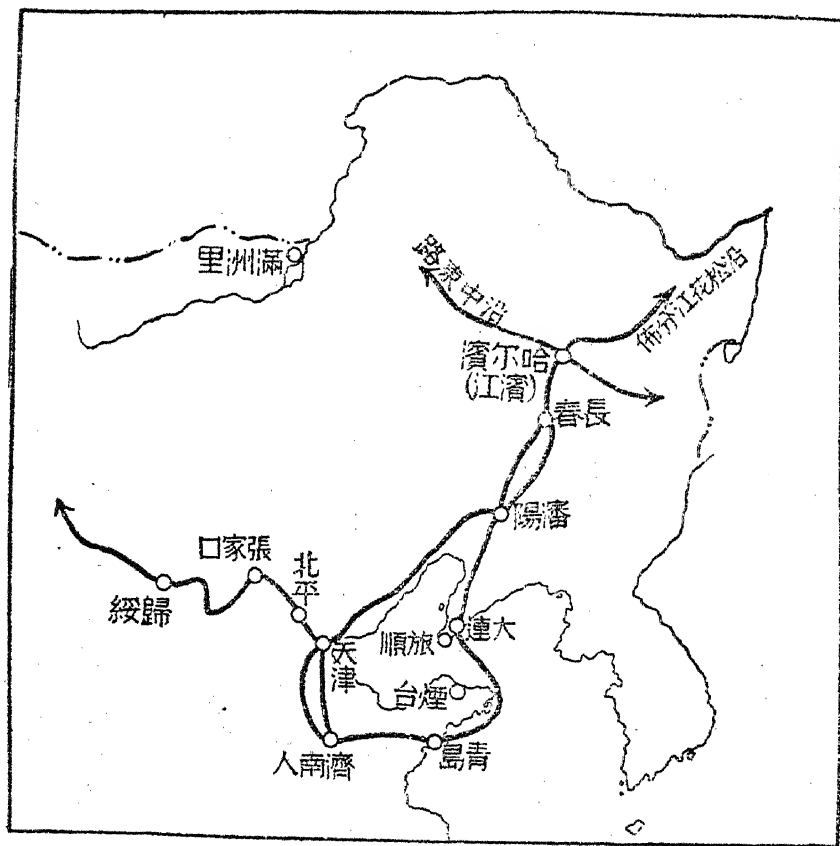 滿洲里
沿中東路
沿松花江分佈
哈尔濱
(濱江)
長春
瀋陽
張家口
北平
歸綏
天津
大連
旅順
煙台
青島
濟南人